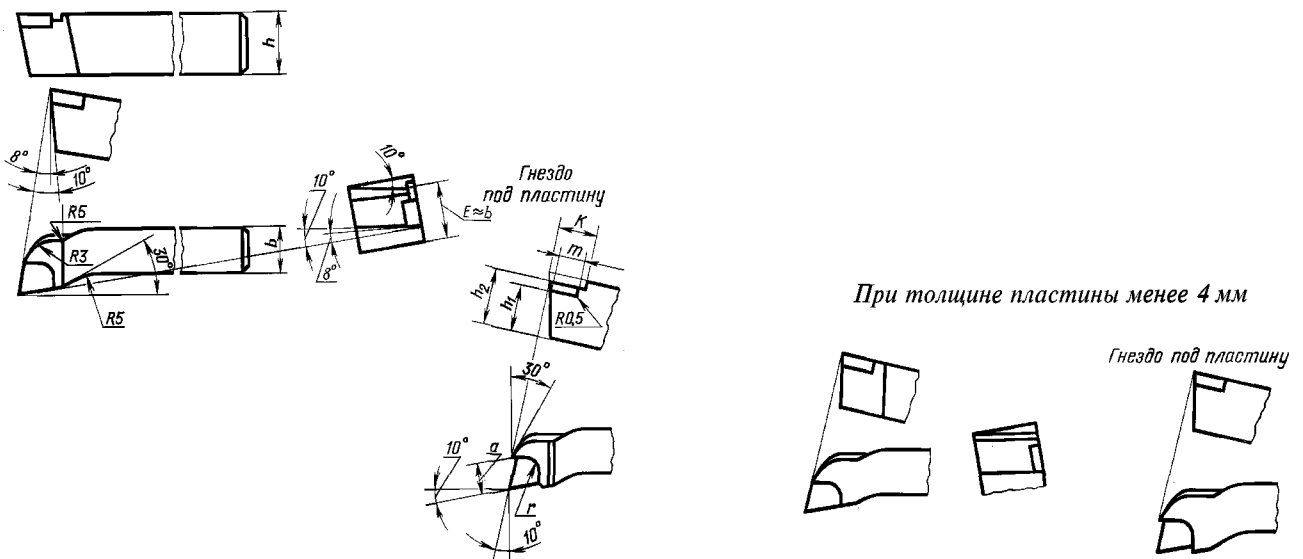 h
8°
10°
R5
R3
30°
b
R5
10°
8°
10°
E≈b
Гнездо
под пластину
K
m
h₂
h₁
R0,5
30°
10°
a
r
10°
При толщине пластины менее 4 мм
Гнездо под пластину